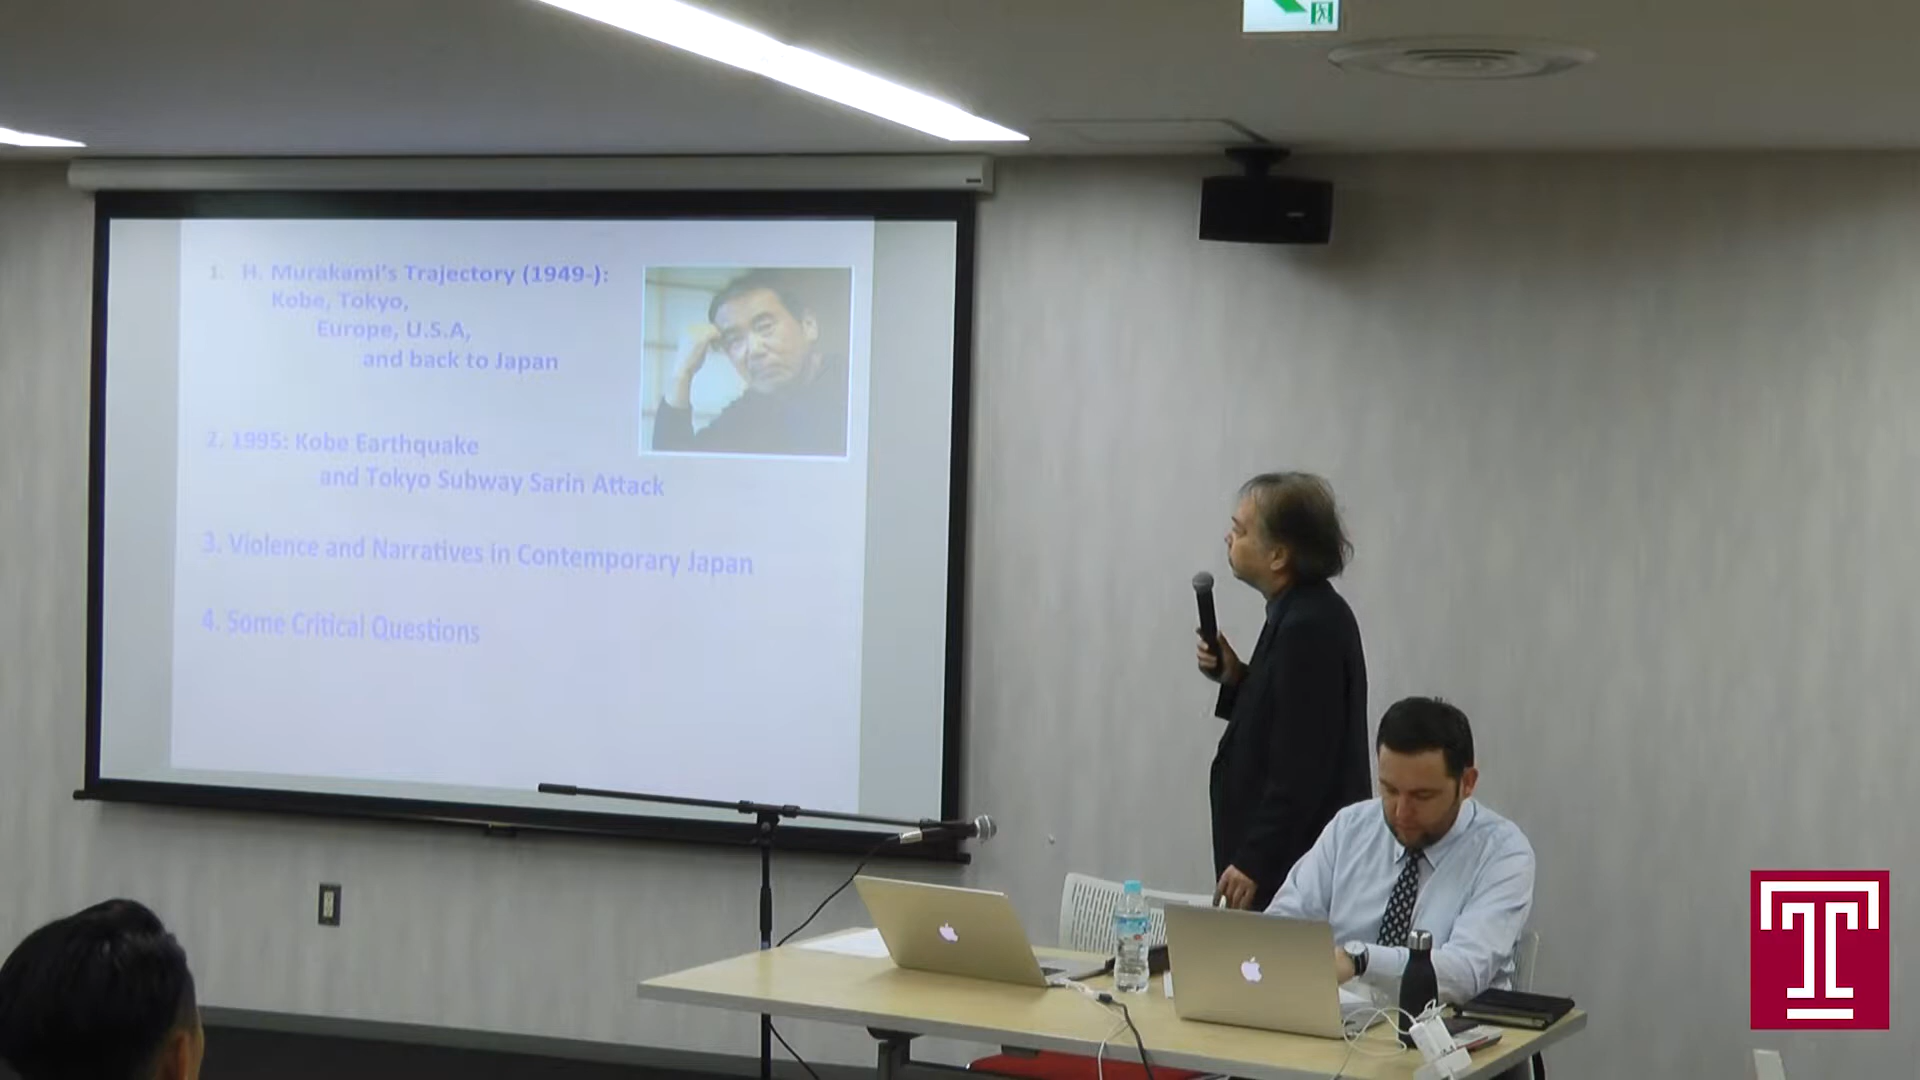 1. H. Murakami's Trajectory (1949-):
Kobe, Tokyo,
Europe, U.S.A,
and back to Japan
2. 1995: Kobe Earthquake
and Tokyo Subway Sarin Attack
3. Violence and Narratives in Contemporary Japan
4. Some Critical Questions
T